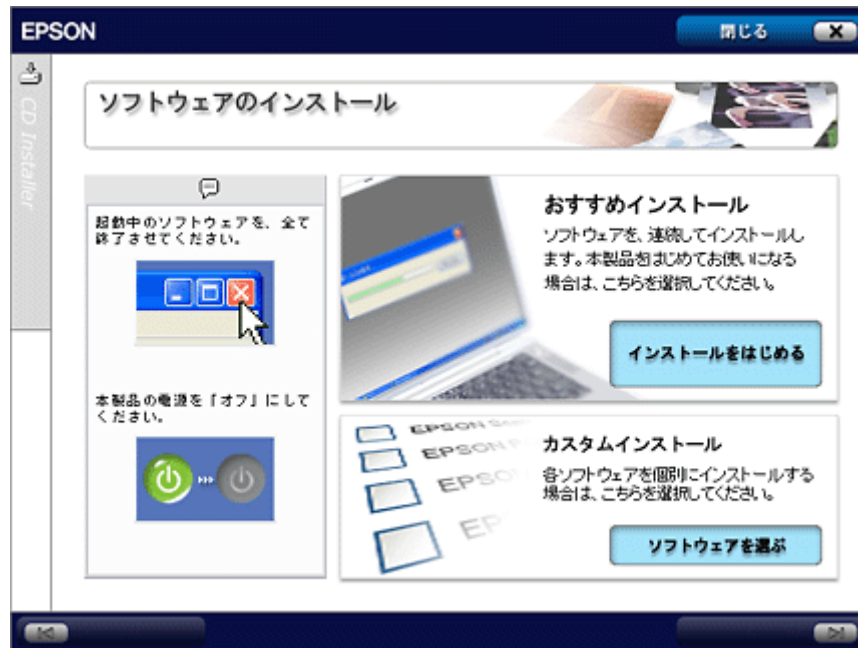 EPSON
閉じる
CD Installer
ソフトウェアのインストール
起動中のソフトウェアを、全て
終了させてください。
本製品の電源を「オフ」にして
ください。
おすすめインストール
ソフトウェアを、連続してインストールし
ます。本製品をはじめてお使いになる
場合は、こちらを選択してください。
インストールをはじめる
EPSON
EPSON
EPSO
EP
カスタムインストール
各ソフトウェアを個別にインストールする
場合は、こちらを選択してください。
ソフトウェアを選ぶ